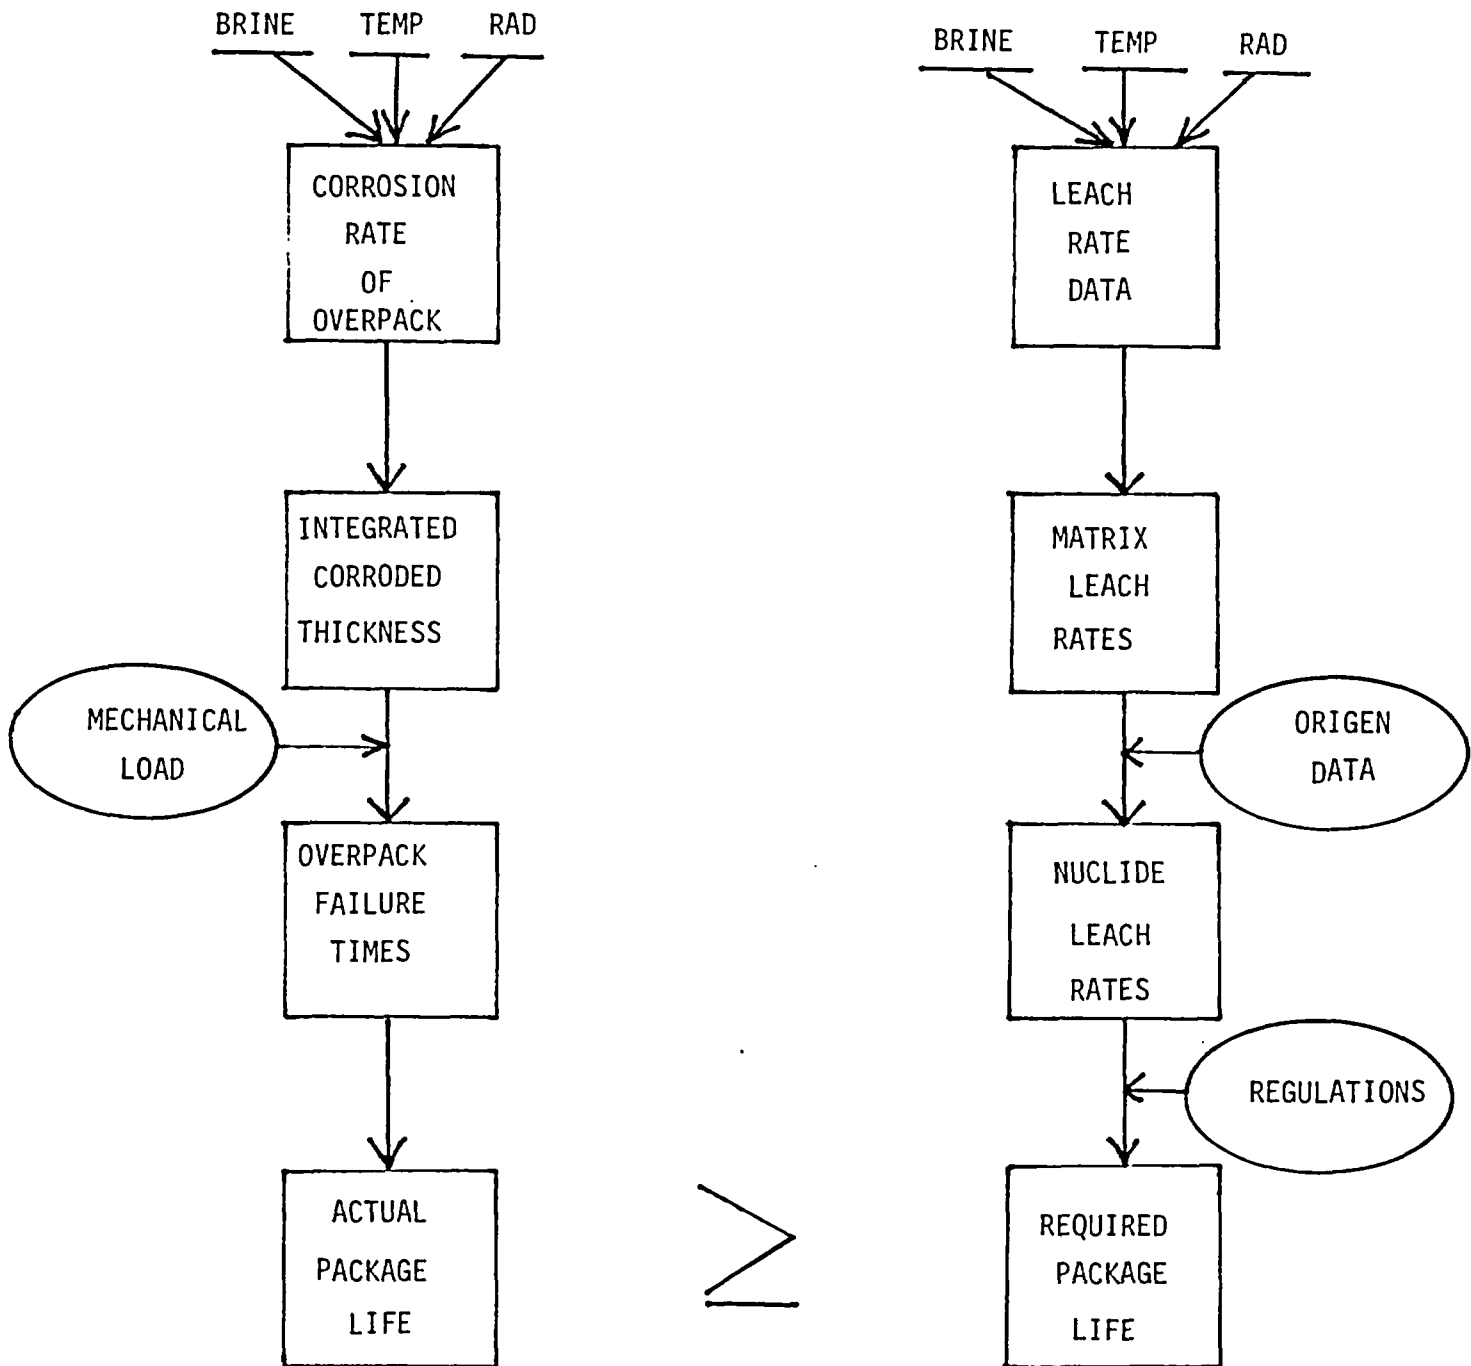 BRINE TEMP RAD
CORROSION
RATE
OF
OVERPACK
INTEGRATED
CORRODED
THICKNESS
MECHANICAL
LOAD
OVERPACK
FAILURE
TIMES
ACTUAL
PACKAGE
LIFE
≥
BRINE TEMP RAD
LEACH
RATE
DATA
MATRIX
LEACH
RATES
ORIGEN
DATA
NUCLIDE
LEACH
RATES
REGULATIONS
REQUIRED
PACKAGE
LIFE